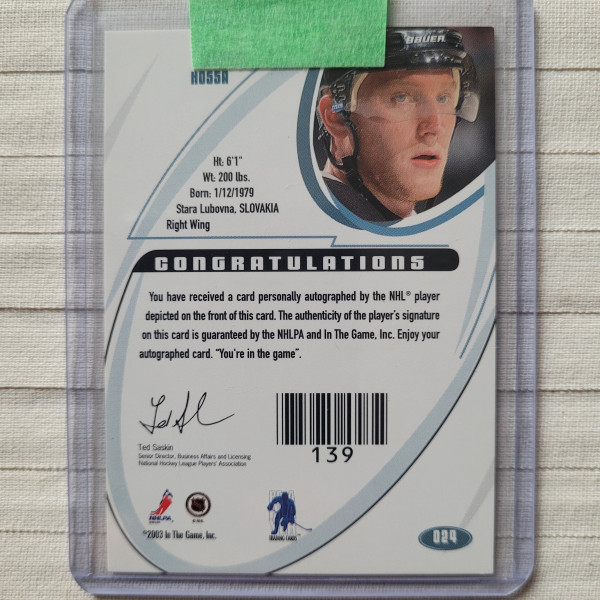 BAUER
HOSSA
Ht: 6'1"
Wt: 200 lbs.
Born: 1/12/1979
Stara Lubovna, SLOVAKIA
Right Wing
CONGRATULATIONS
You have received a card personally autographed by the NHL® player
depicted on the front of this card. The authenticity of the player's signature
on this card is guaranteed by the NHLPA and In The Game, Inc. Enjoy your
autographed card. "You're in the game".
Ted Saskin
Senior Director, Business Affairs and Licensing
National Hockey League Players' Association
139
NHLPA
©2003 In The Game, Inc.
TRADING CARDS
024